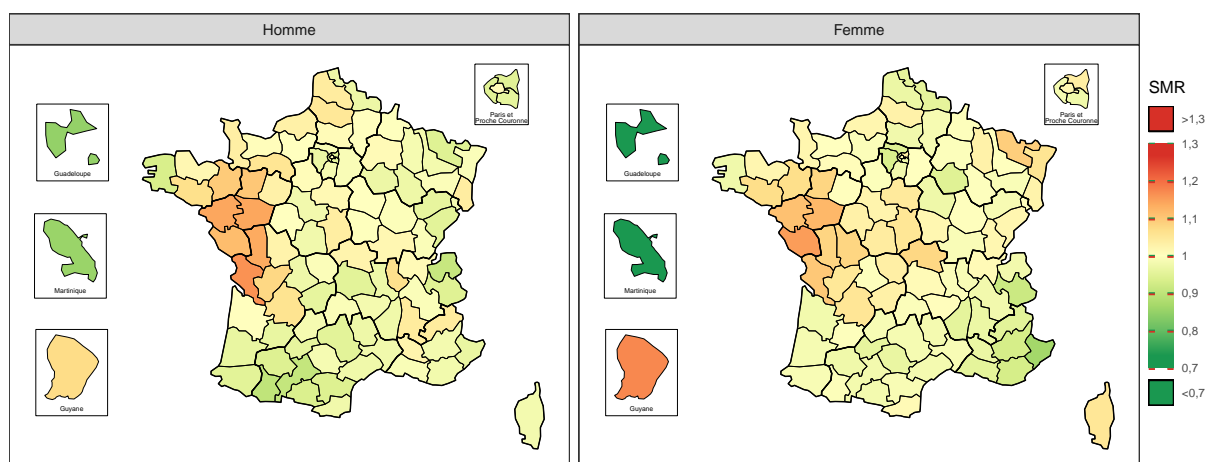 Homme
Femme
Paris et
Proche Couronne
Guadeloupe
Martinique
Guyane
Paris et
Proche Couronne
Guadeloupe
Martinique
Guyane
SMR
>1,3
1,3
1,2
1,1
1
0,9
0,8
0,7
<0,7